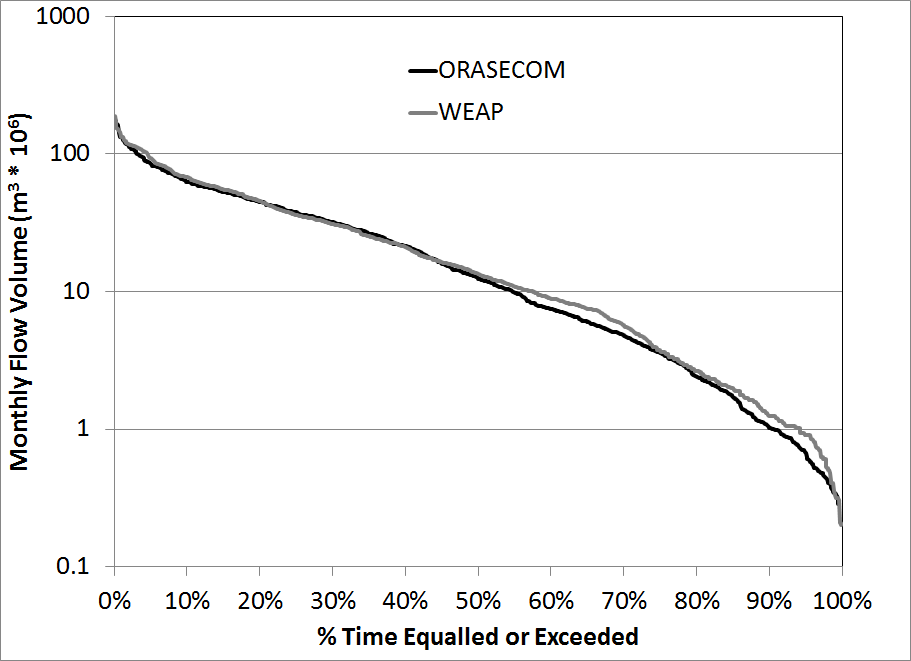 1000
100
10
1
0.1
Monthly Flow Volume (m³ * 10⁶)
ORASECOM
WEAP
0% 10% 20% 30% 40% 50% 60% 70% 80% 90% 100%
% Time Equalled or Exceeded